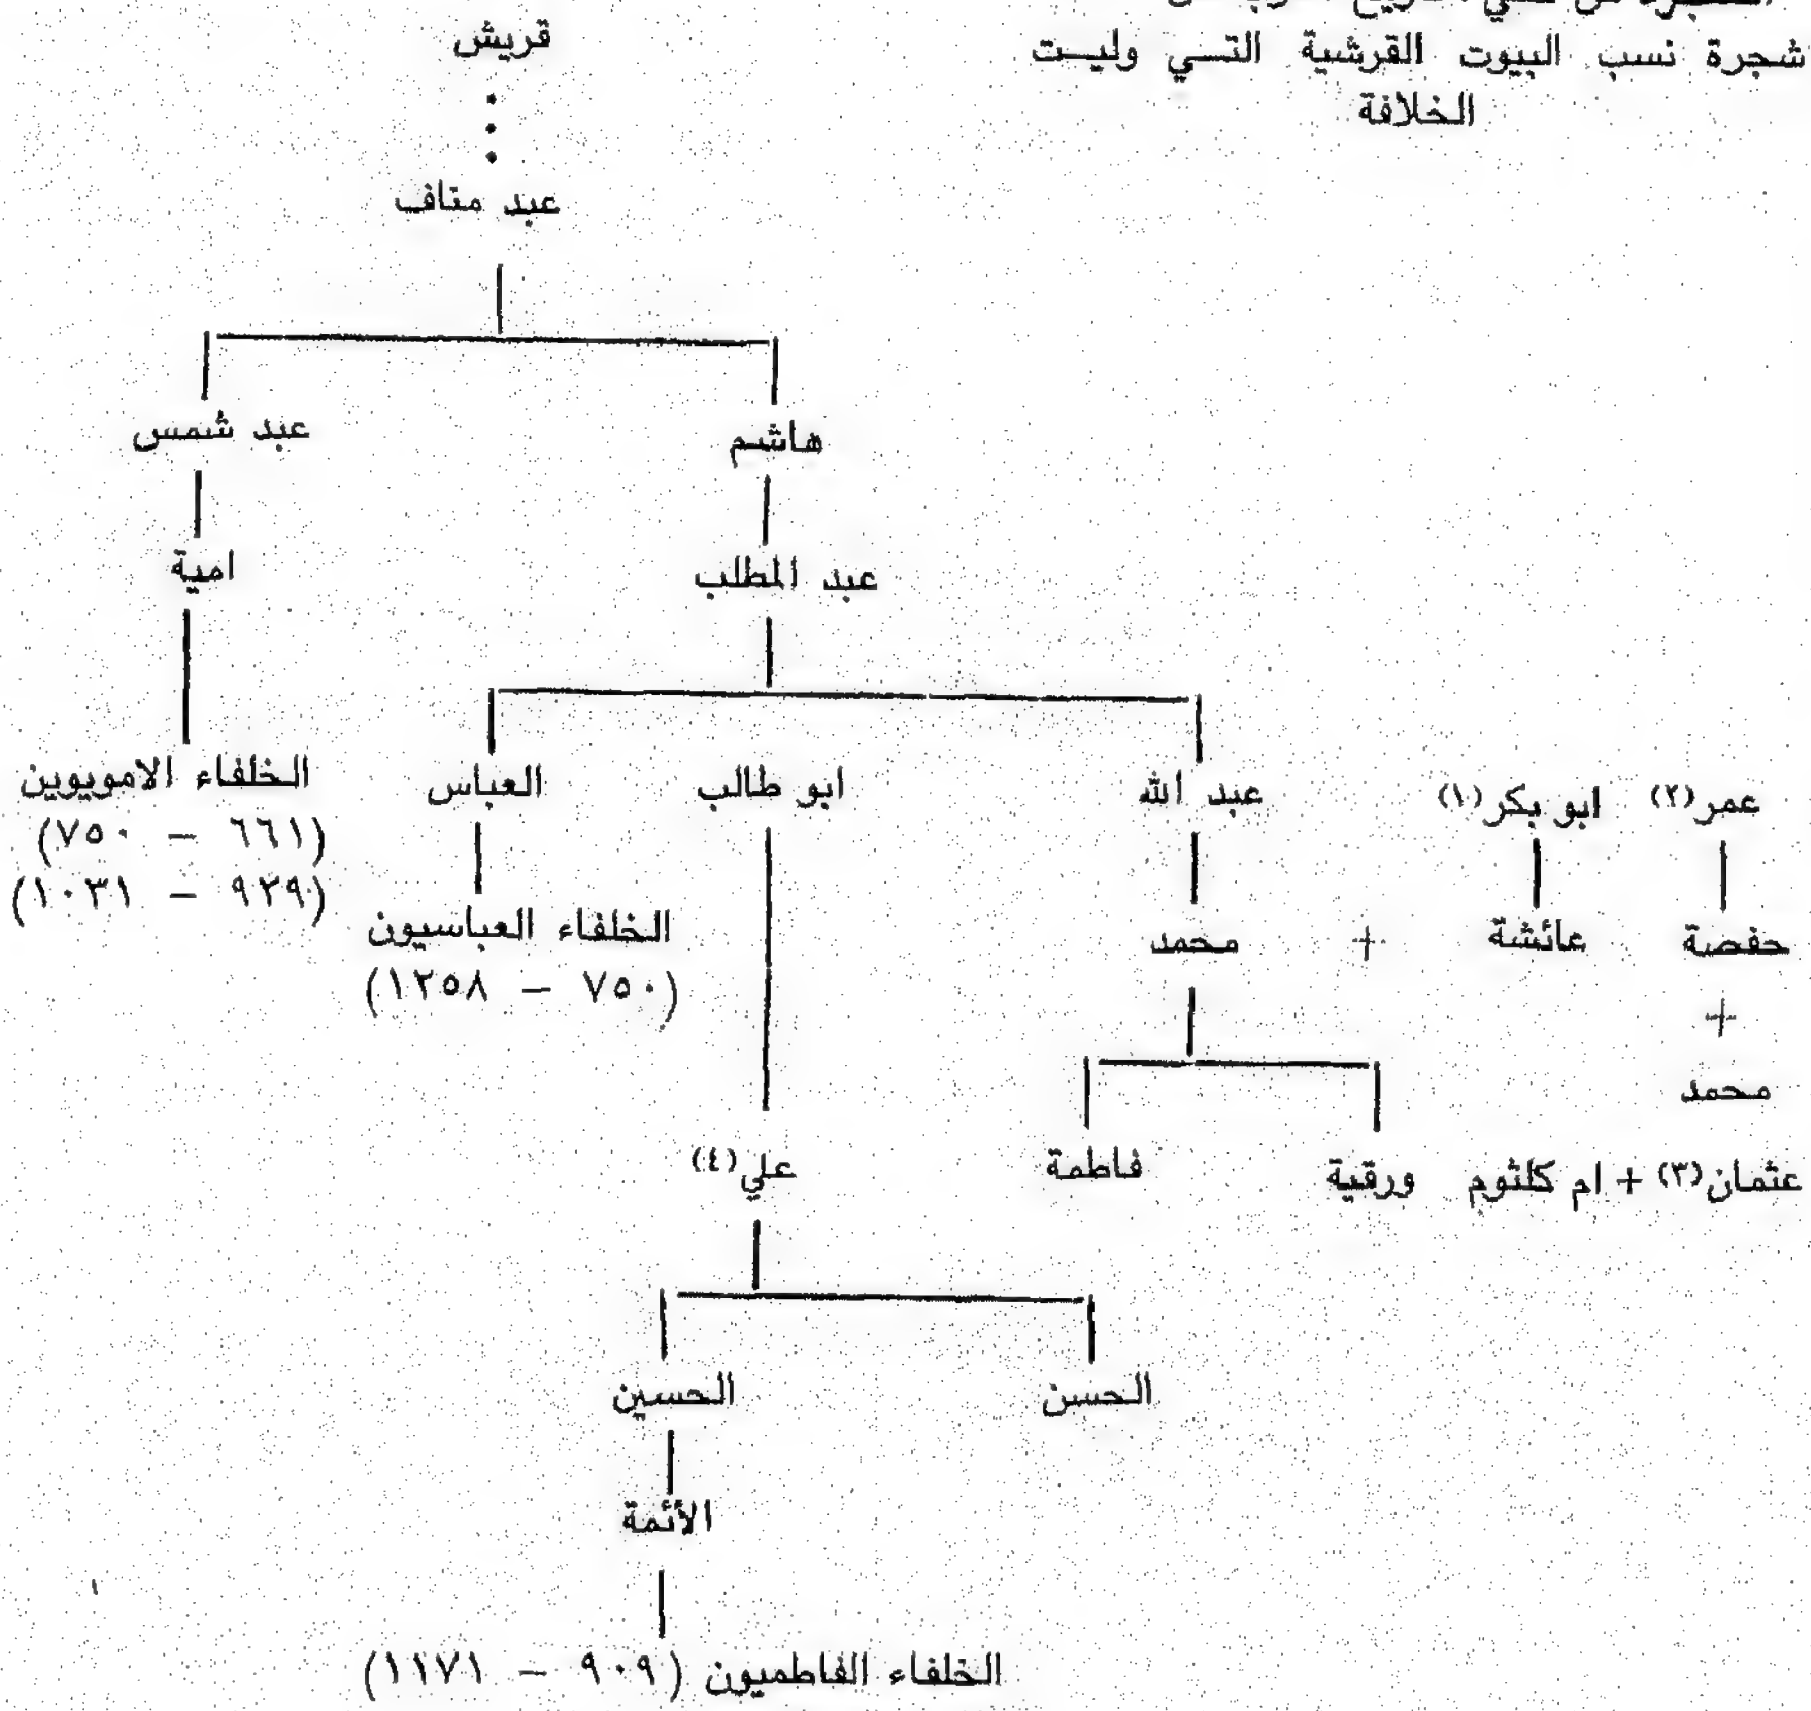 شجرة نسب البيوت القرشية التي وليت
الخلافة
قريش
عبد متاف
عبد شمس
هاشم
امية
عبد المطلب
الخلفاء الامويوين
(٦٦١ – ٧٥٠)
(٩٢٩ – ١٠٣١)
العباس
ابو طالب
عبد الله
ابو بكر(١)
عمر(٢)
الخلفاء العباسيون
(٧٥٠ – ١٢٥٨)
محمد + عائشة
حفصة
+
محمد
علي(٤)
فاطمة
عثمان(٣) + ام كلثوم ورقية
الحسين
الحسن
الأئمة
الخلفاء الفاطميون (٩٠٩ – ١١٧١)